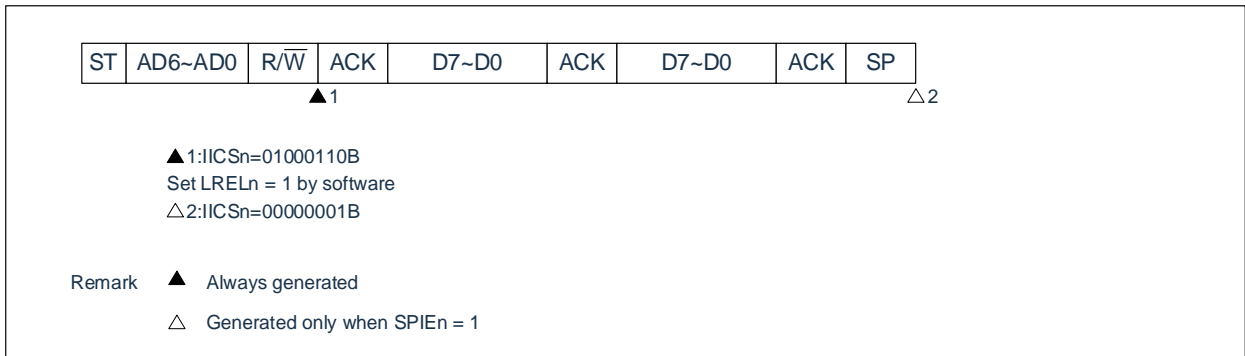 ST AD6~AD0 R/W̅ ACK D7~D0 ACK D7~D0 ACK SP
▲1 △2
▲1:IICSn=01000110B
Set LRELn = 1 by software
△2:IICSn=00000001B
Remark ▲ Always generated
△ Generated only when SPIEn = 1